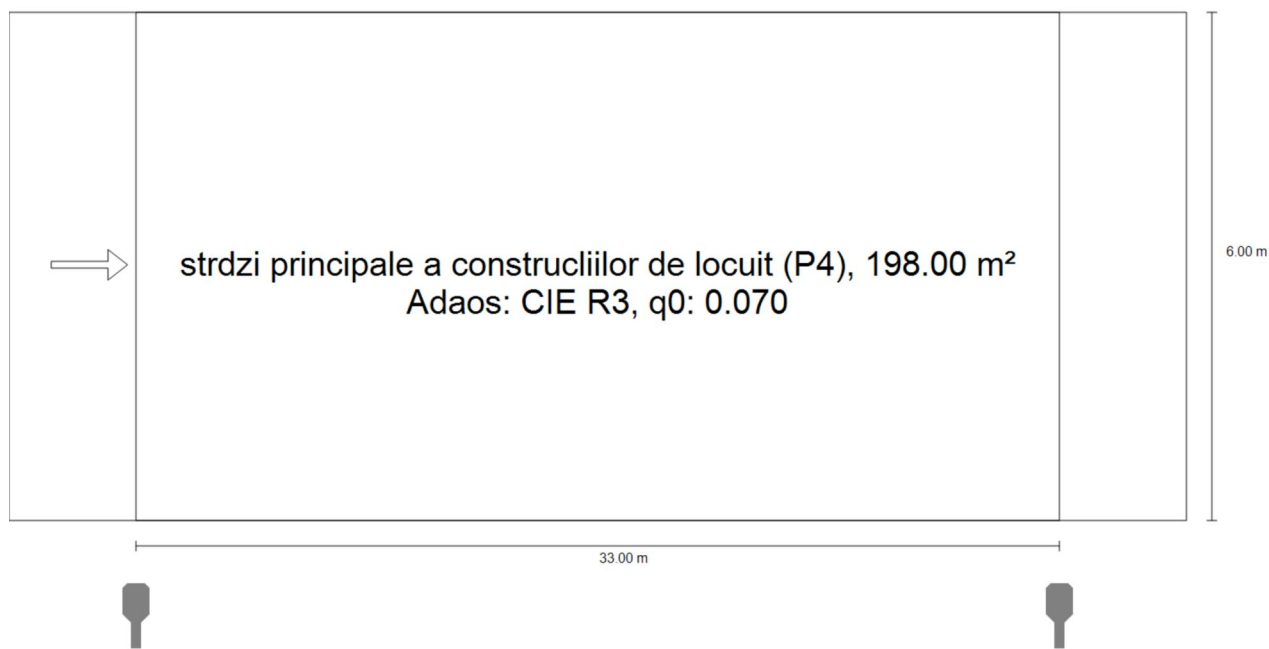 strdzi principale a construcliilor de locuit (P4), 198.00 m²
Adaos: CIE R3, q0: 0.070
6.00 m
33.00 m